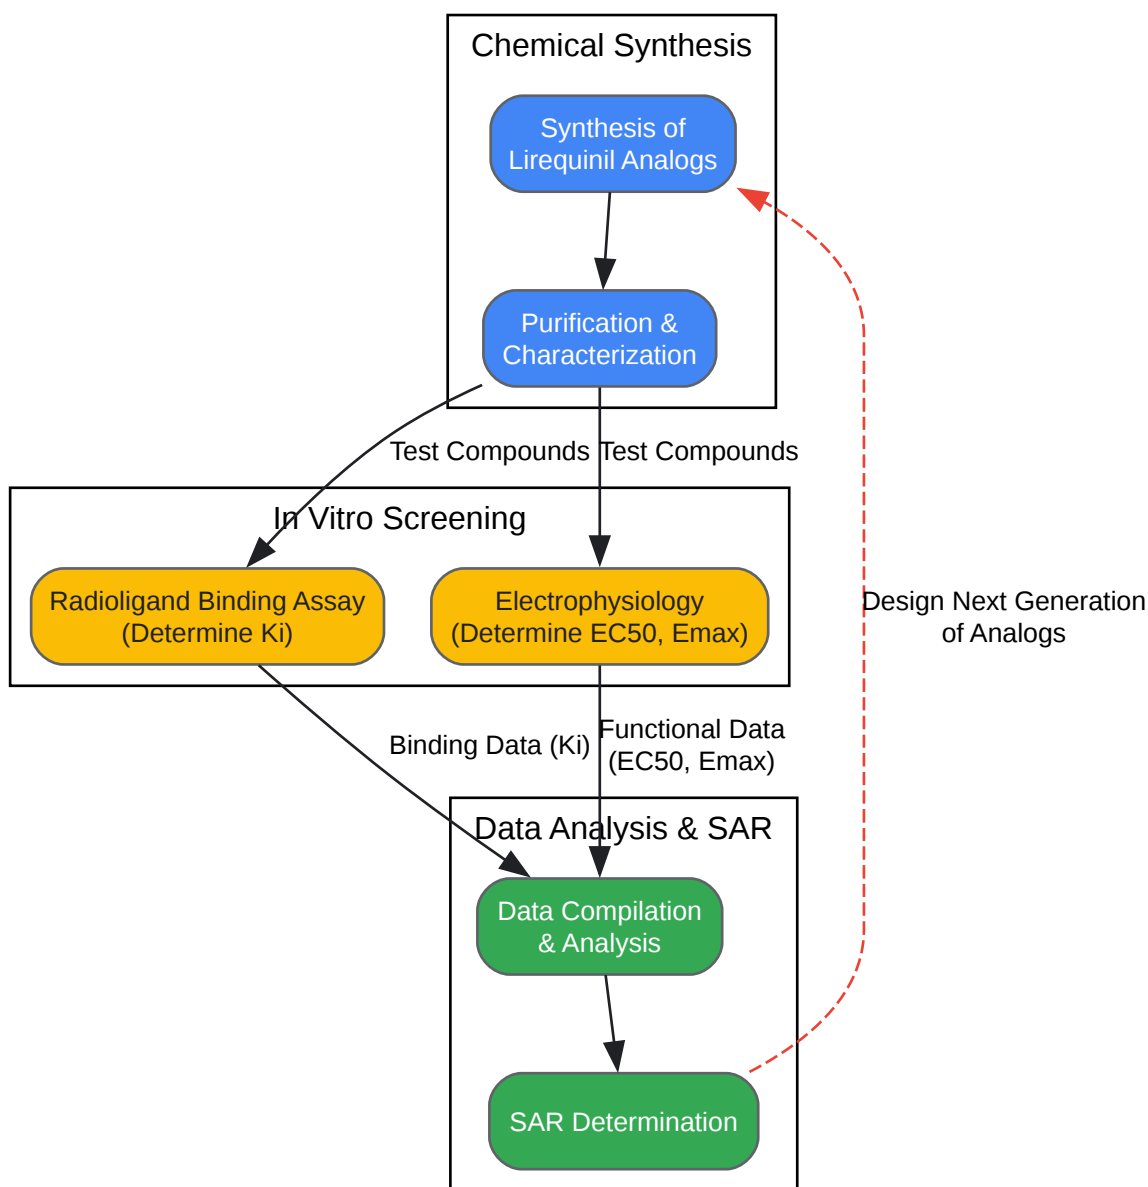 Chemical Synthesis
Synthesis of
Lirequinil Analogs
Purification &
Characterization
Test Compounds
Test Compounds
In Vitro Screening
Radioligand Binding Assay
(Determine Ki)
Electrophysiology
(Determine EC50, Emax)
Design Next Generation
of Analogs
Binding Data (Ki)
Functional Data
(EC50, Emax)
Data Analysis & SAR
Data Compilation
& Analysis
SAR Determination